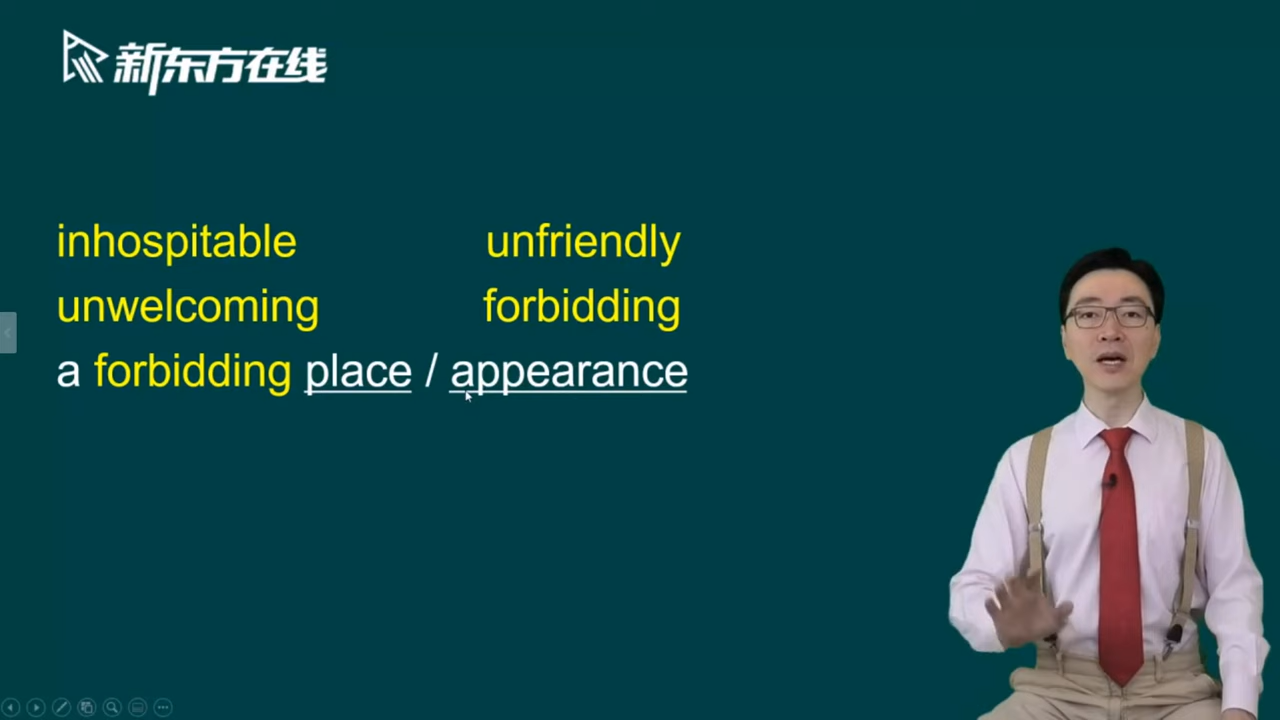 新东方在线
inhospitable unfriendly
unwelcoming forbidding
a forbidding place / appearance